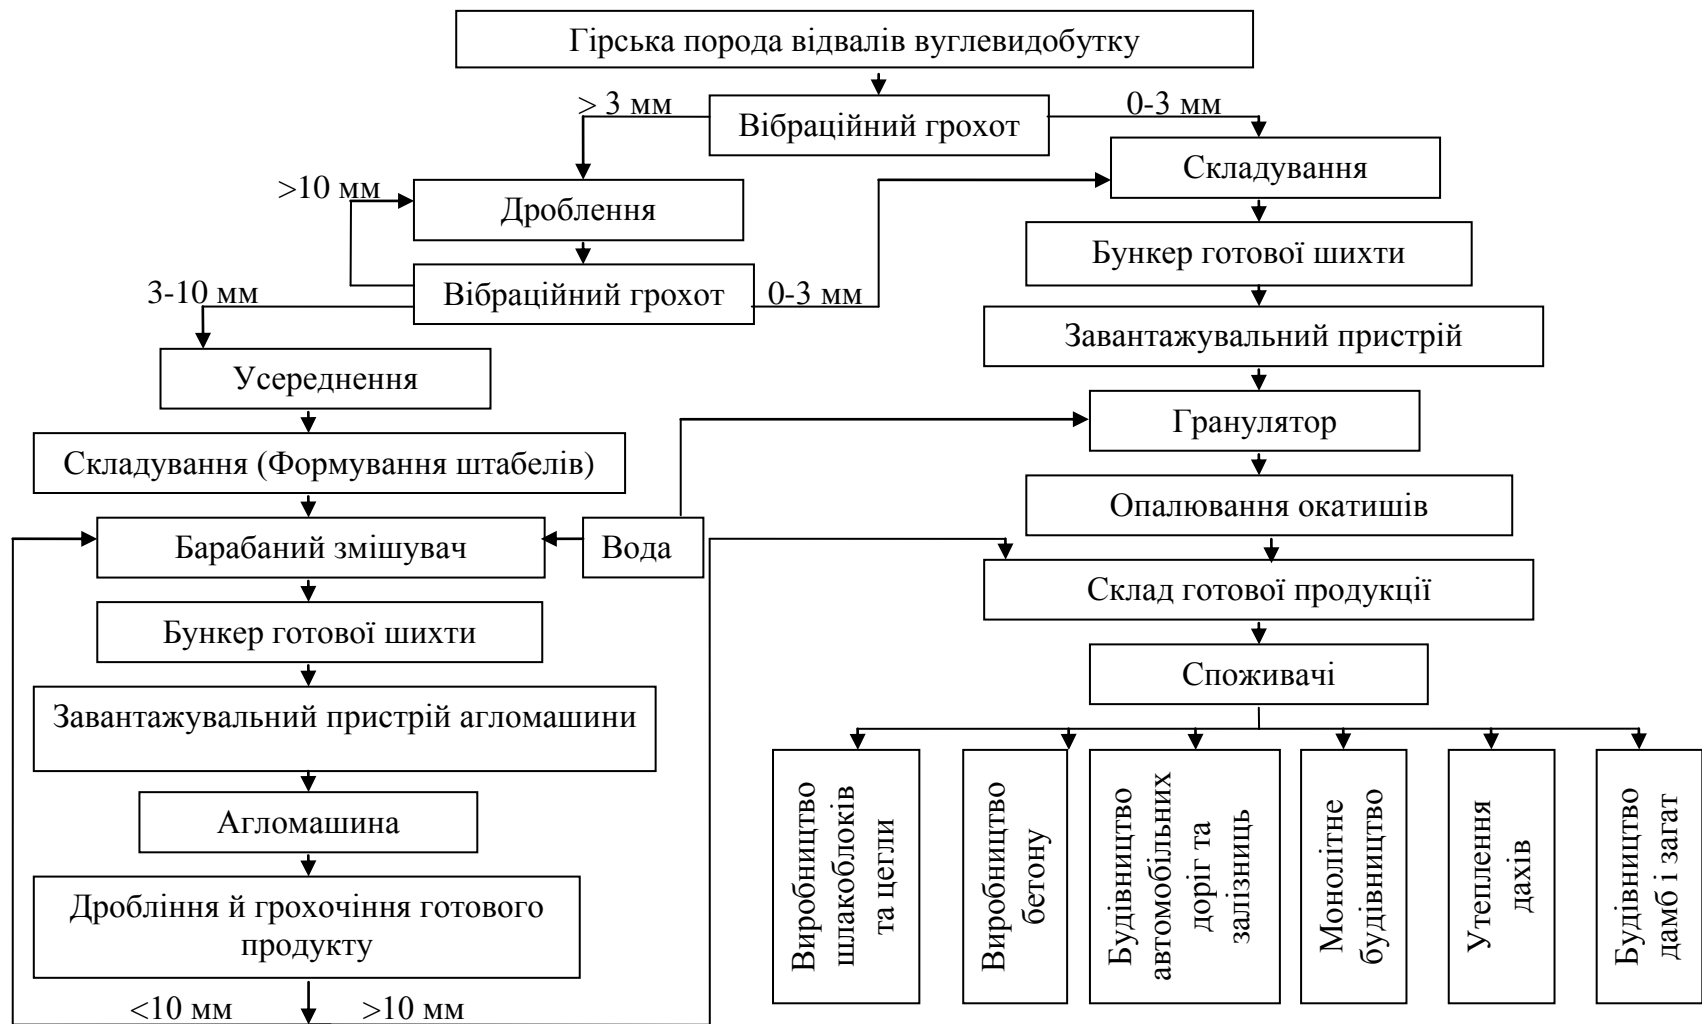 Гірська порода відвалів вуглевидобутку
> 3 мм
Вібраційний грохот
0-3 мм
Складування
>10 мм
Дроблення
Бункер готової шихти
Вібраційний грохот
3-10 мм
0-3 мм
Завантажувальний пристрій
Усереднення
Гранулятор
Складування (Формування штабелів)
Опалювання окатишів
Барабаний змішувач
Вода
Склад готової продукції
Бункер готової шихти
Споживачі
Завантажувальний пристрій агломашини
Агломашина
Дробління й грохочіння готового
продукту
<10 мм
>10 мм
Виробництво
шлакоблоків
та цегли
Виробництво
бетону
Будівництво
автомобільних
доріг та
залізниць
Монолітне
будівництво
Утеплення
дахів
Будівництво
дамб і загат